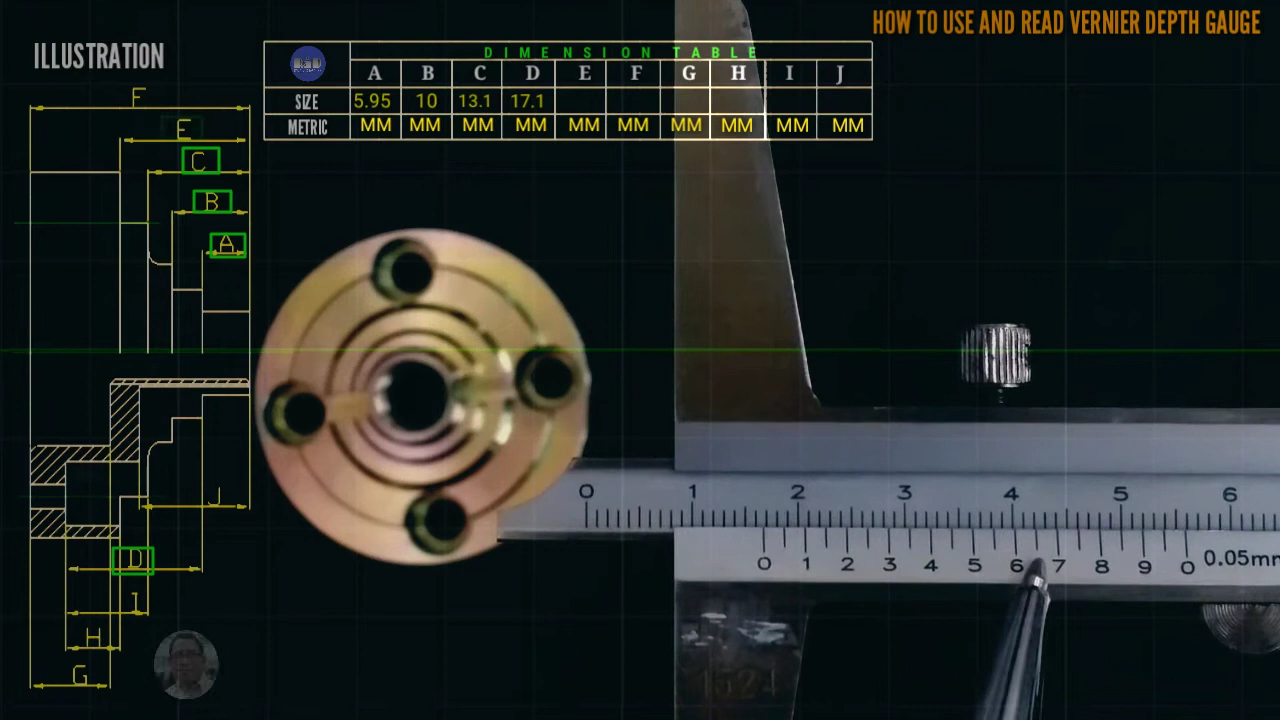 HOW TO USE AND READ VERNIER DEPTH GAUGE
ILLUSTRATION
DIMENSION TABLE
A B C D E F G H I J
SIZE 5.95 10 13.1 17.1
METRIC MM MM MM MM MM MM MM MM MM MM
F
E
C
B
A
J
D
1
H
G
0 1 2 3 4 5 6
0 1 2 3 4 5 6 7 8 9 0 0.05mm
1524